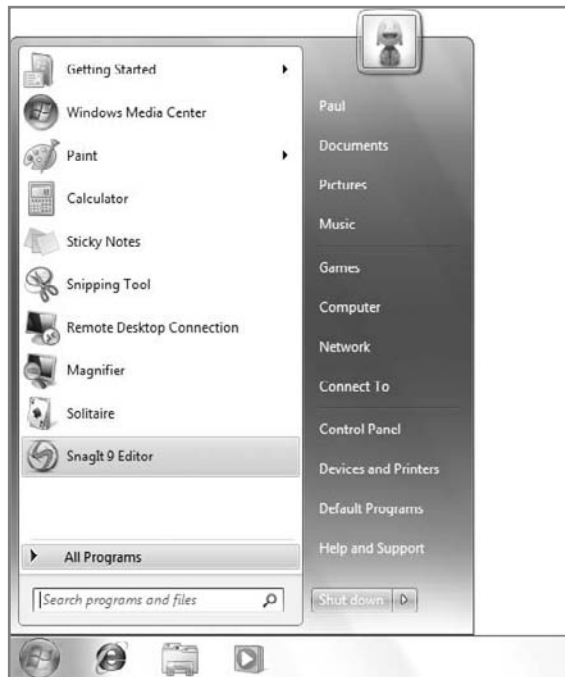 Getting Started
Windows Media Center
Paint
Calculator
Sticky Notes
Snipping Tool
Remote Desktop Connection
Magnifier
Solitaire
SnagIt 9 Editor
All Programs
Search programs and files
Paul
Documents
Pictures
Music
Games
Computer
Network
Connect To
Control Panel
Devices and Printers
Default Programs
Help and Support
Shut down